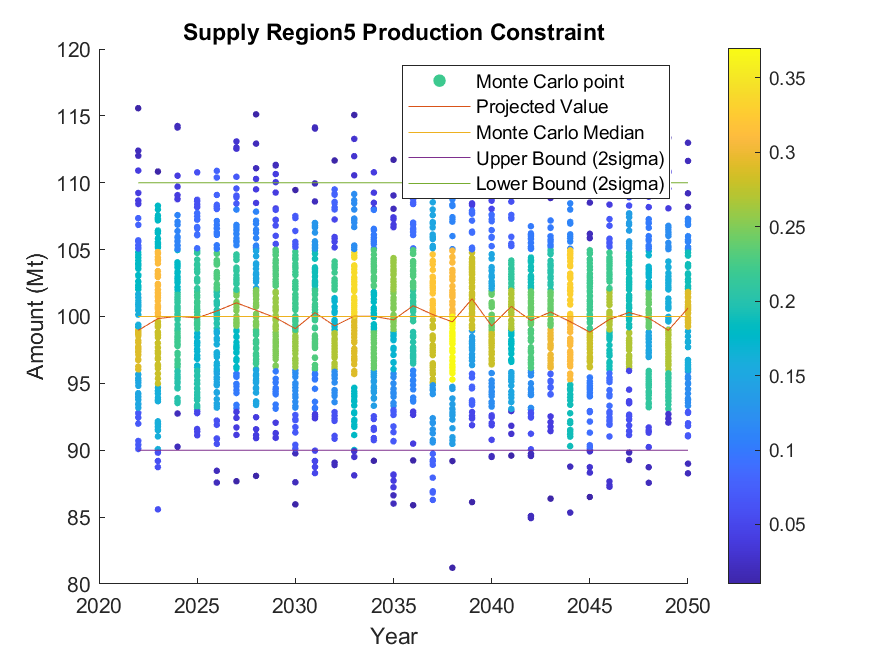 Supply Region5 Production Constraint
120
115
110
105
100
95
90
85
80
Amount (Mt)
2020
2025
2030
2035
2040
2045
2050
Year
Monte Carlo point
Projected Value
Monte Carlo Median
Upper Bound (2sigma)
Lower Bound (2sigma)
0.35
0.3
0.25
0.2
0.15
0.1
0.05